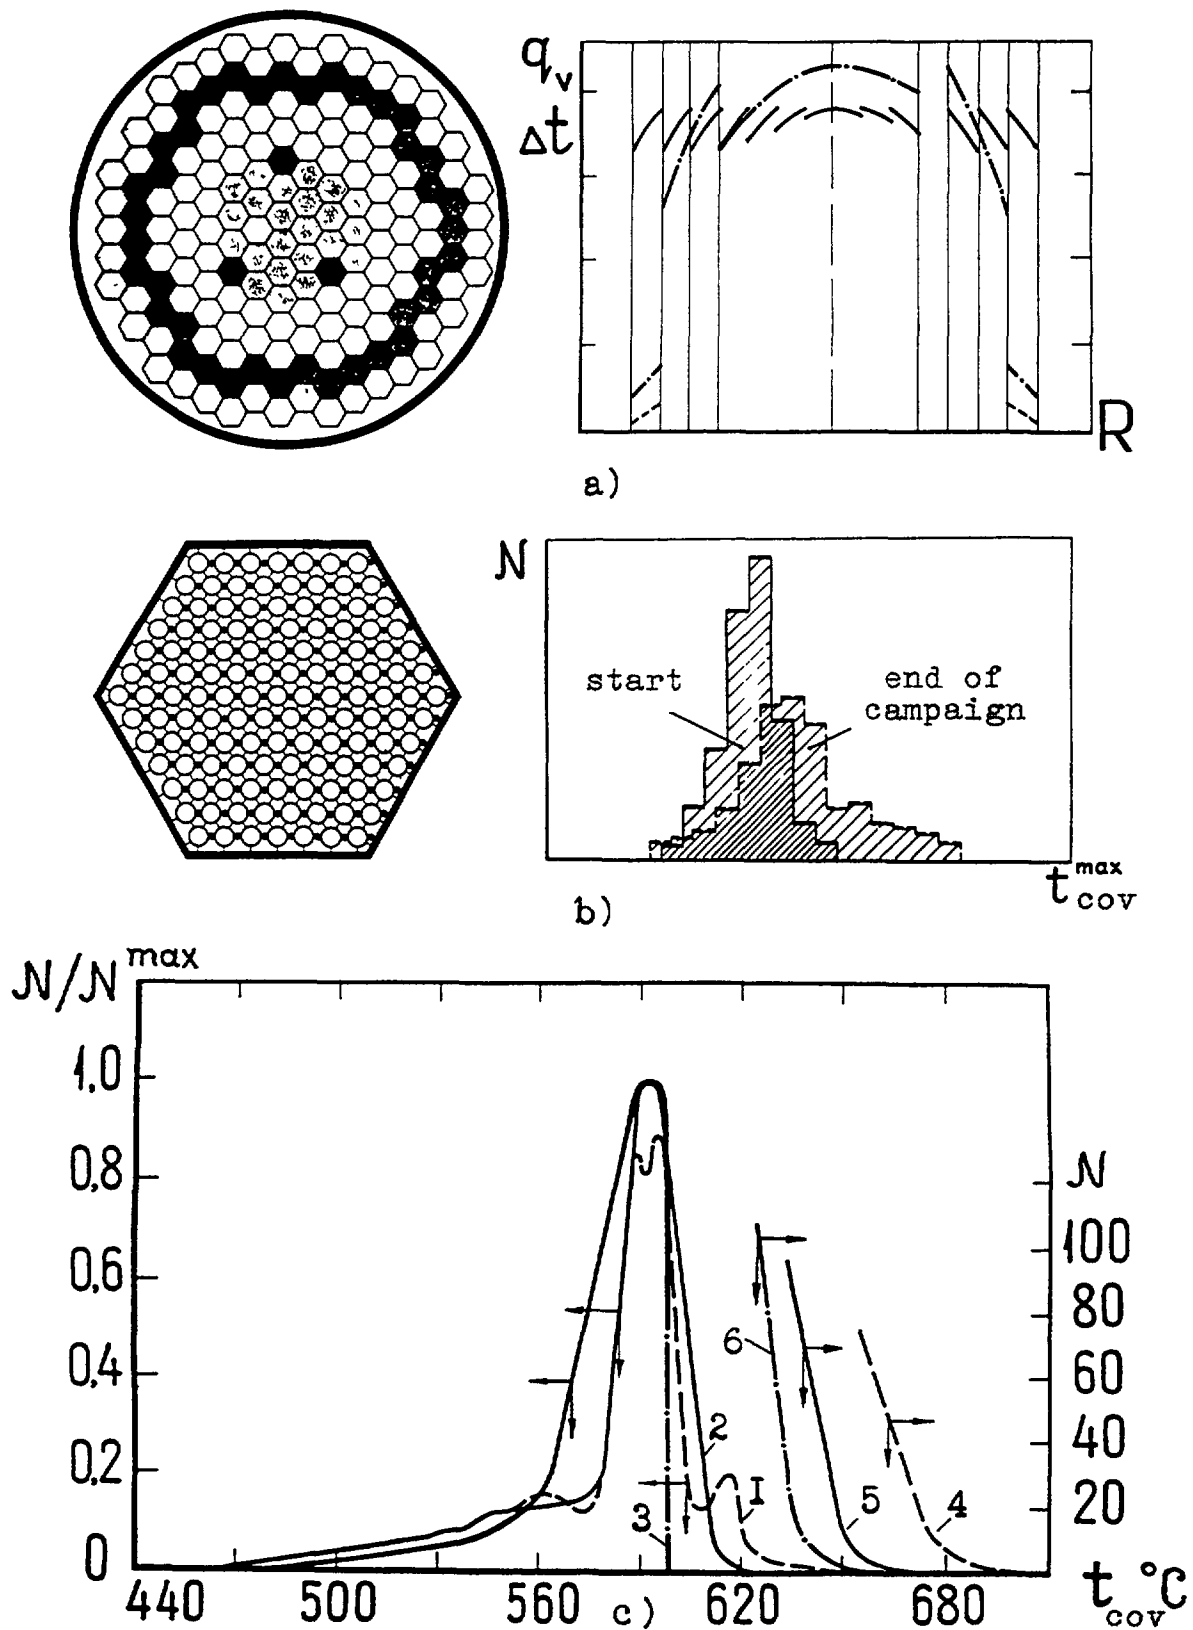 q_v
Δt
R
a)
N
start
end of
campaign
t_cov^max
b)
N/N^max
1,0
0,8
0,6
0,4
0,2
0
N
100
80
60
40
20
6
2
I
3
5
4
440 500 560 c) 620 680 t_cov °C